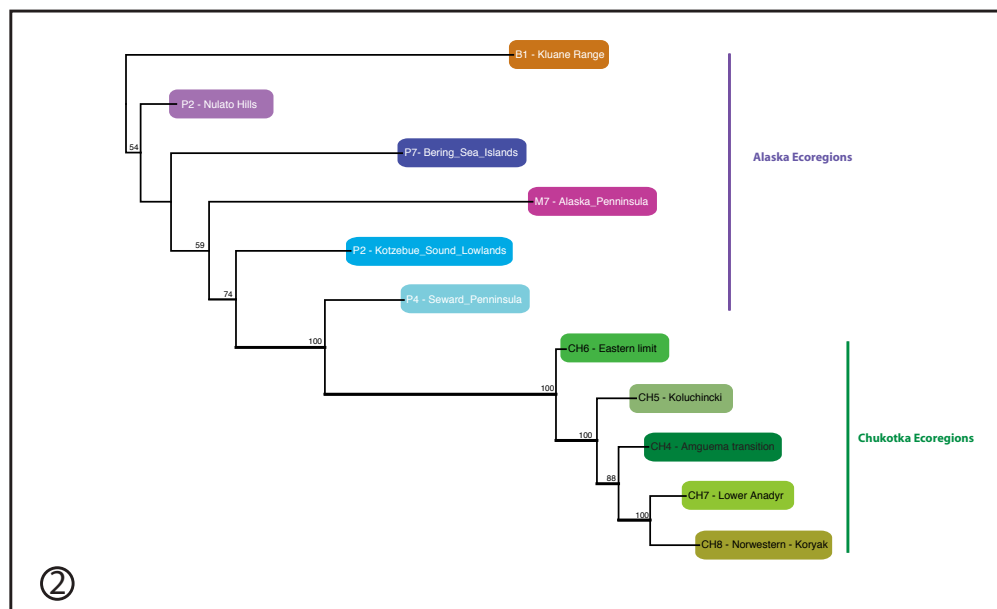 B1 - Kluane Range
P2 - Nulato Hills
54
P7- Bering_Sea_Islands
Alaska Ecoregions
M7 - Alaska_Penninsula
59
P2 - Kotzebue_Sound_Lowlands
74
P4 - Seward_Penninsula
100
CH6 - Eastern limit
100
CH5 - Koluchincki
100
Chukotka Ecoregions
CH4 - Amguema transition
88
CH7 - Lower Anadyr
100
CH8 - Norwestern - Koryak
②